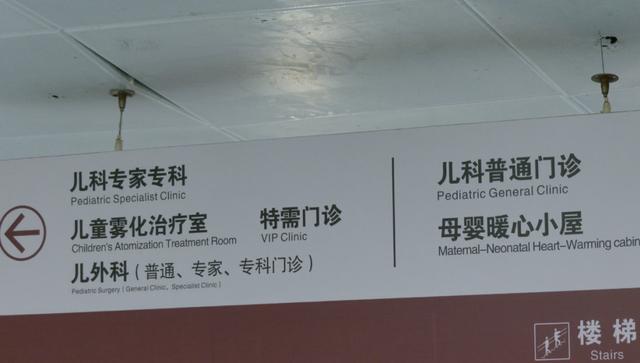 儿科专家专科
Pediatric Specialist Clinic
儿童雾化治疗室
Children's Atomization Treatment Room
特需门诊
VIP Clinic
儿外科（普通、专家、专科门诊）
Pediatric Surgery ( General Clinic、Specialist Clinic )
儿科普通门诊
Pediatric General Clinic
母婴暖心小屋
Maternal–Neonatal Heart–Warming cabin
楼梯
Stairs